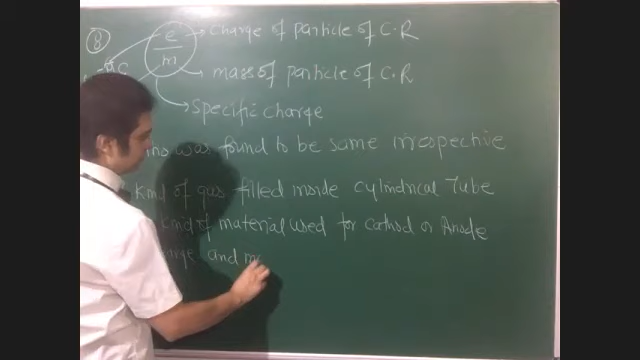 8 e → charge of particle of C.R
m → mass of particle of C.R
C
→ specific charge
was found to be same irrespective
kind of gas filled inside cylindrical Tube
kind of material used for cathod or Anode
and m